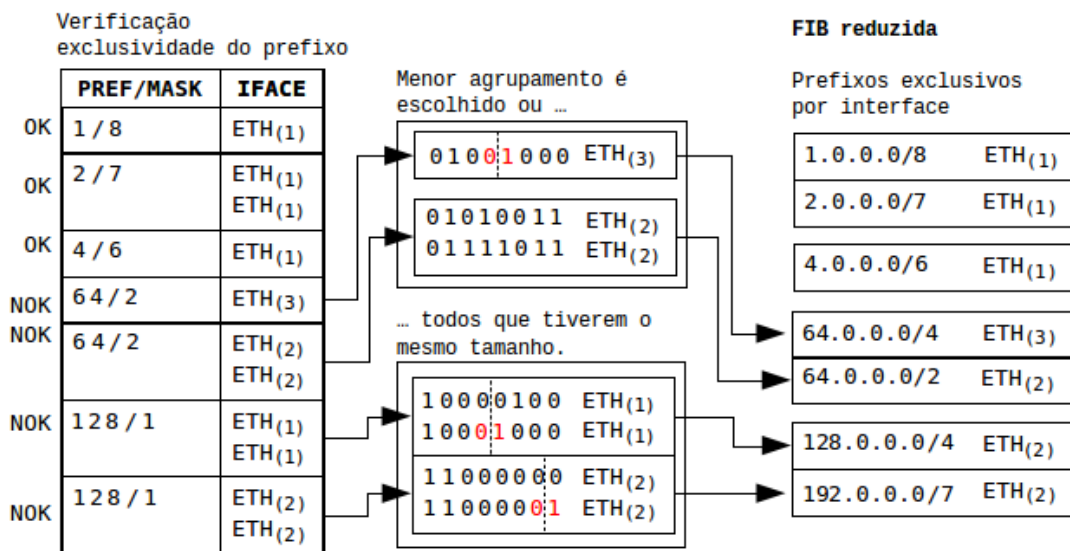 Verificação
exclusividade do prefixo
PREF/MASK IFACE
OK 1/8 ETH(1)
OK 2/7 ETH(1)
ETH(1)
OK 4/6 ETH(1)
NOK 64/2 ETH(3)
NOK 64/2 ETH(2)
ETH(2)
NOK 128/1 ETH(1)
ETH(1)
NOK 128/1 ETH(2)
ETH(2)
Menor agrupamento é
escolhido ou …
01001000 ETH(3)
01010011 ETH(2)
01111011 ETH(2)
… todos que tiverem o
mesmo tamanho.
10000100 ETH(1)
10001000 ETH(1)
11000000 ETH(2)
11000001 ETH(2)
FIB reduzida
Prefixos exclusivos
por interface
1.0.0.0/8 ETH(1)
2.0.0.0/7 ETH(1)
4.0.0.0/6 ETH(1)
64.0.0.0/4 ETH(3)
64.0.0.0/2 ETH(2)
128.0.0.0/4 ETH(2)
192.0.0.0/7 ETH(2)